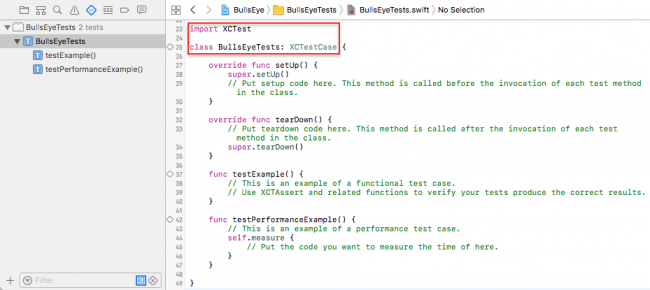 BullsEye > BullsEyeTests > BullsEyeTests.swift > No Selection
BullsEyeTests 2 tests
BullsEyeTests
testExample()
testPerformanceExample()
Filter
22
23 import XCTest
24
25 class BullsEyeTests: XCTestCase {
26
27 override func setUp() {
28 super.setUp()
29 // Put setup code here. This method is called before the invocation of each test method
in the class.
30 }
31
32 override func tearDown() {
33 // Put teardown code here. This method is called after the invocation of each test
method in the class.
34 super.tearDown()
35 }
36
37 func testExample() {
38 // This is an example of a functional test case.
39 // Use XCTAssert and related functions to verify your tests produce the correct results.
40 }
41
42 func testPerformanceExample() {
43 // This is an example of a performance test case.
44 self.measure {
45 // Put the code you want to measure the time of here.
46 }
47 }
48
49 }